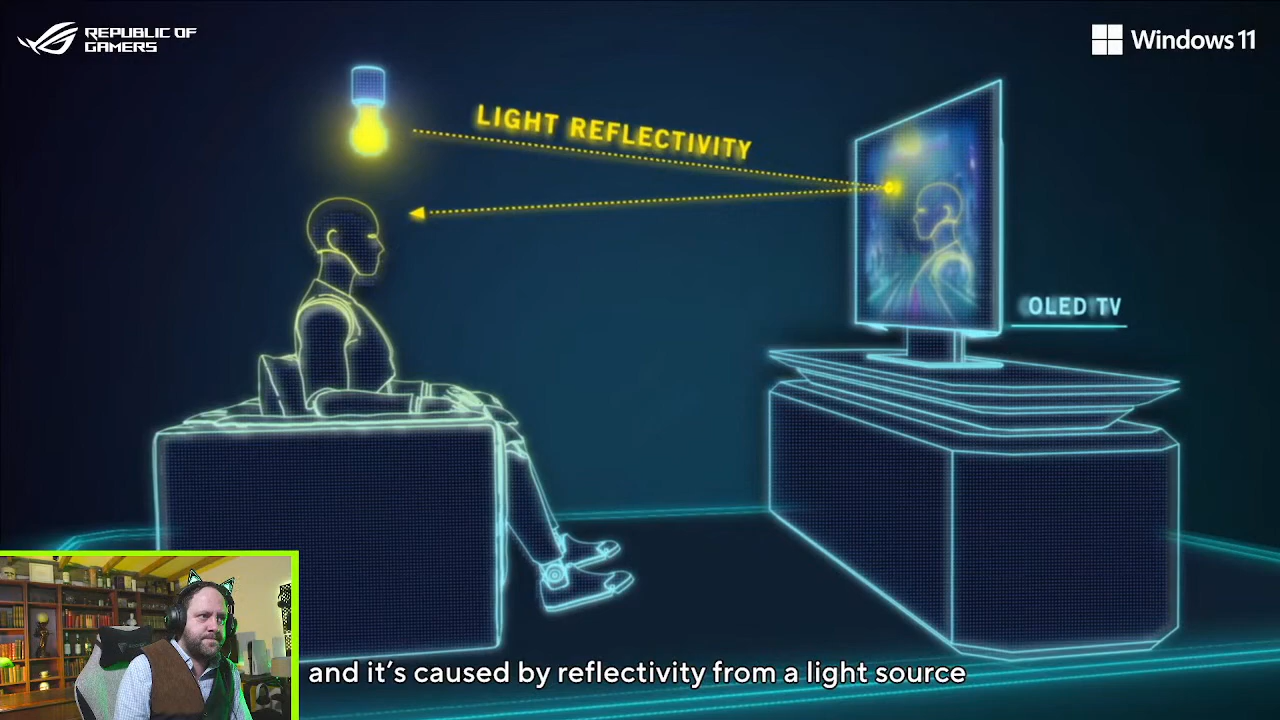 REPUBLIC OF
GAMERS
Windows 11
LIGHT REFLECTIVITY
OLED TV
and it's caused by reflectivity from a light source